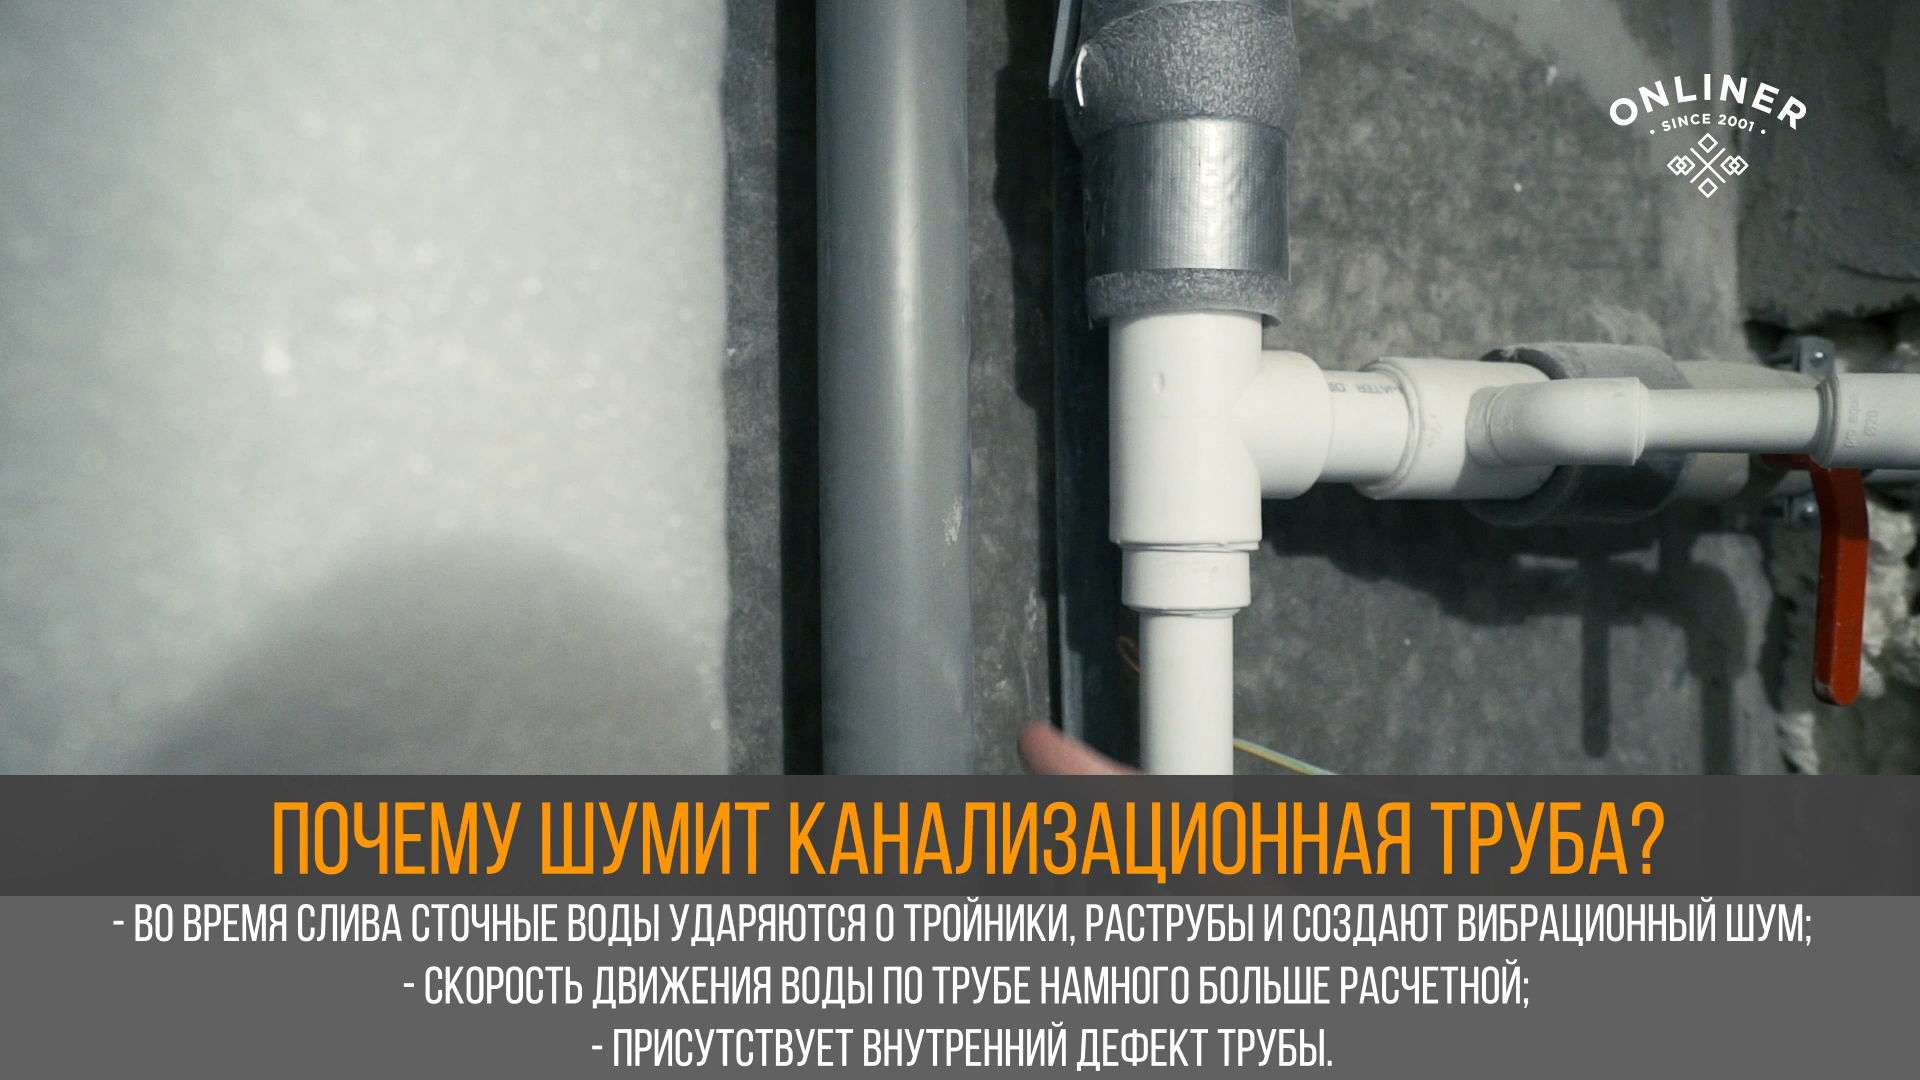 ONLINER
SINCE 2001
ПОЧЕМУ ШУМИТ КАНАЛИЗАЦИОННАЯ ТРУБА?
- ВО ВРЕМЯ СЛИВА СТОЧНЫЕ ВОДЫ УДАРЯЮТСЯ О ТРОЙНИКИ, РАСТРУБЫ И СОЗДАЮТ ВИБРАЦИОННЫЙ ШУМ;
- СКОРОСТЬ ДВИЖЕНИЯ ВОДЫ ПО ТРУБЕ НАМНОГО БОЛЬШЕ РАСЧЕТНОЙ;
- ПРИСУТСТВУЕТ ВНУТРЕННИЙ ДЕФЕКТ ТРУБЫ.